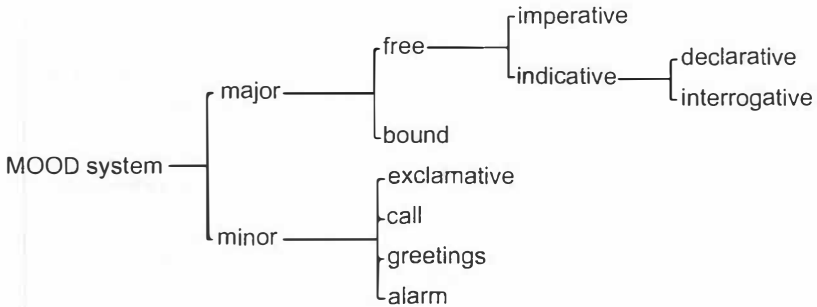 imperative
free
declarative
indicative
major
interrogative
bound
MOOD system
exclamative
call
minor
greetings
alarm